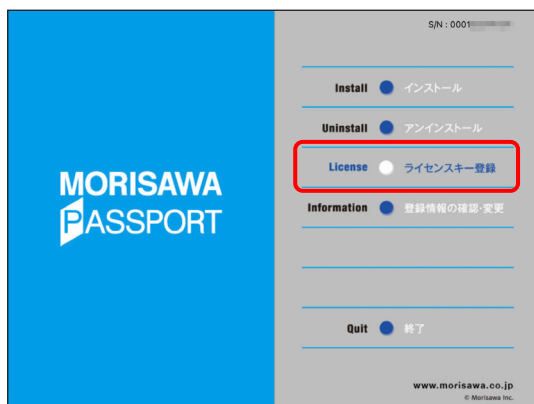 S/N : 0001
Install インストール
Uninstall アンインストール
License ライセンスキー登録
MORISAWA
PASSPORT
Information 登録情報の確認・変更
Quit 終了
www.morisawa.co.jp
© Morisawa Inc.